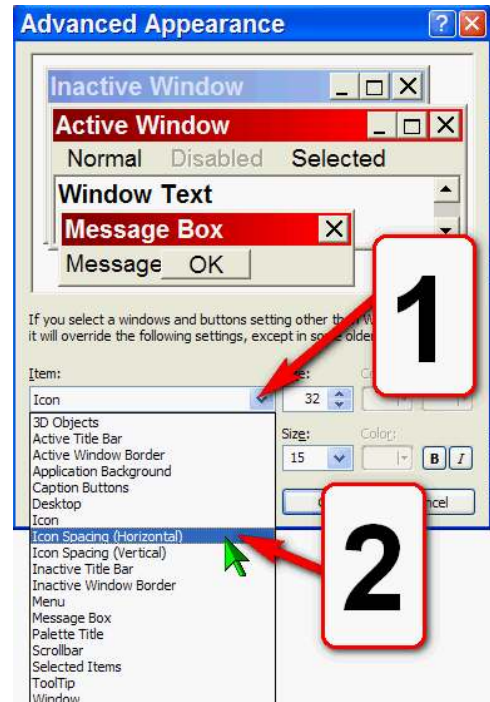 Advanced Appearance
Inactive Window
Active Window
Normal Disabled Selected
Window Text
Message Box
Message OK
1
If you select a windows and buttons setting other than W
it will override the following settings, except in some older
Item:
Icon 32
3D Objects
Active Title Bar
Size: Color:
Active Window Border
15 B I
Application Background
Caption Buttons
Desktop
Icon
Icon Spacing (Horizontal)
2
Icon Spacing (Vertical)
Inactive Title Bar
Inactive Window Border
Menu
Message Box
Palette Title
Scrollbar
Selected Items
ToolTip
Window